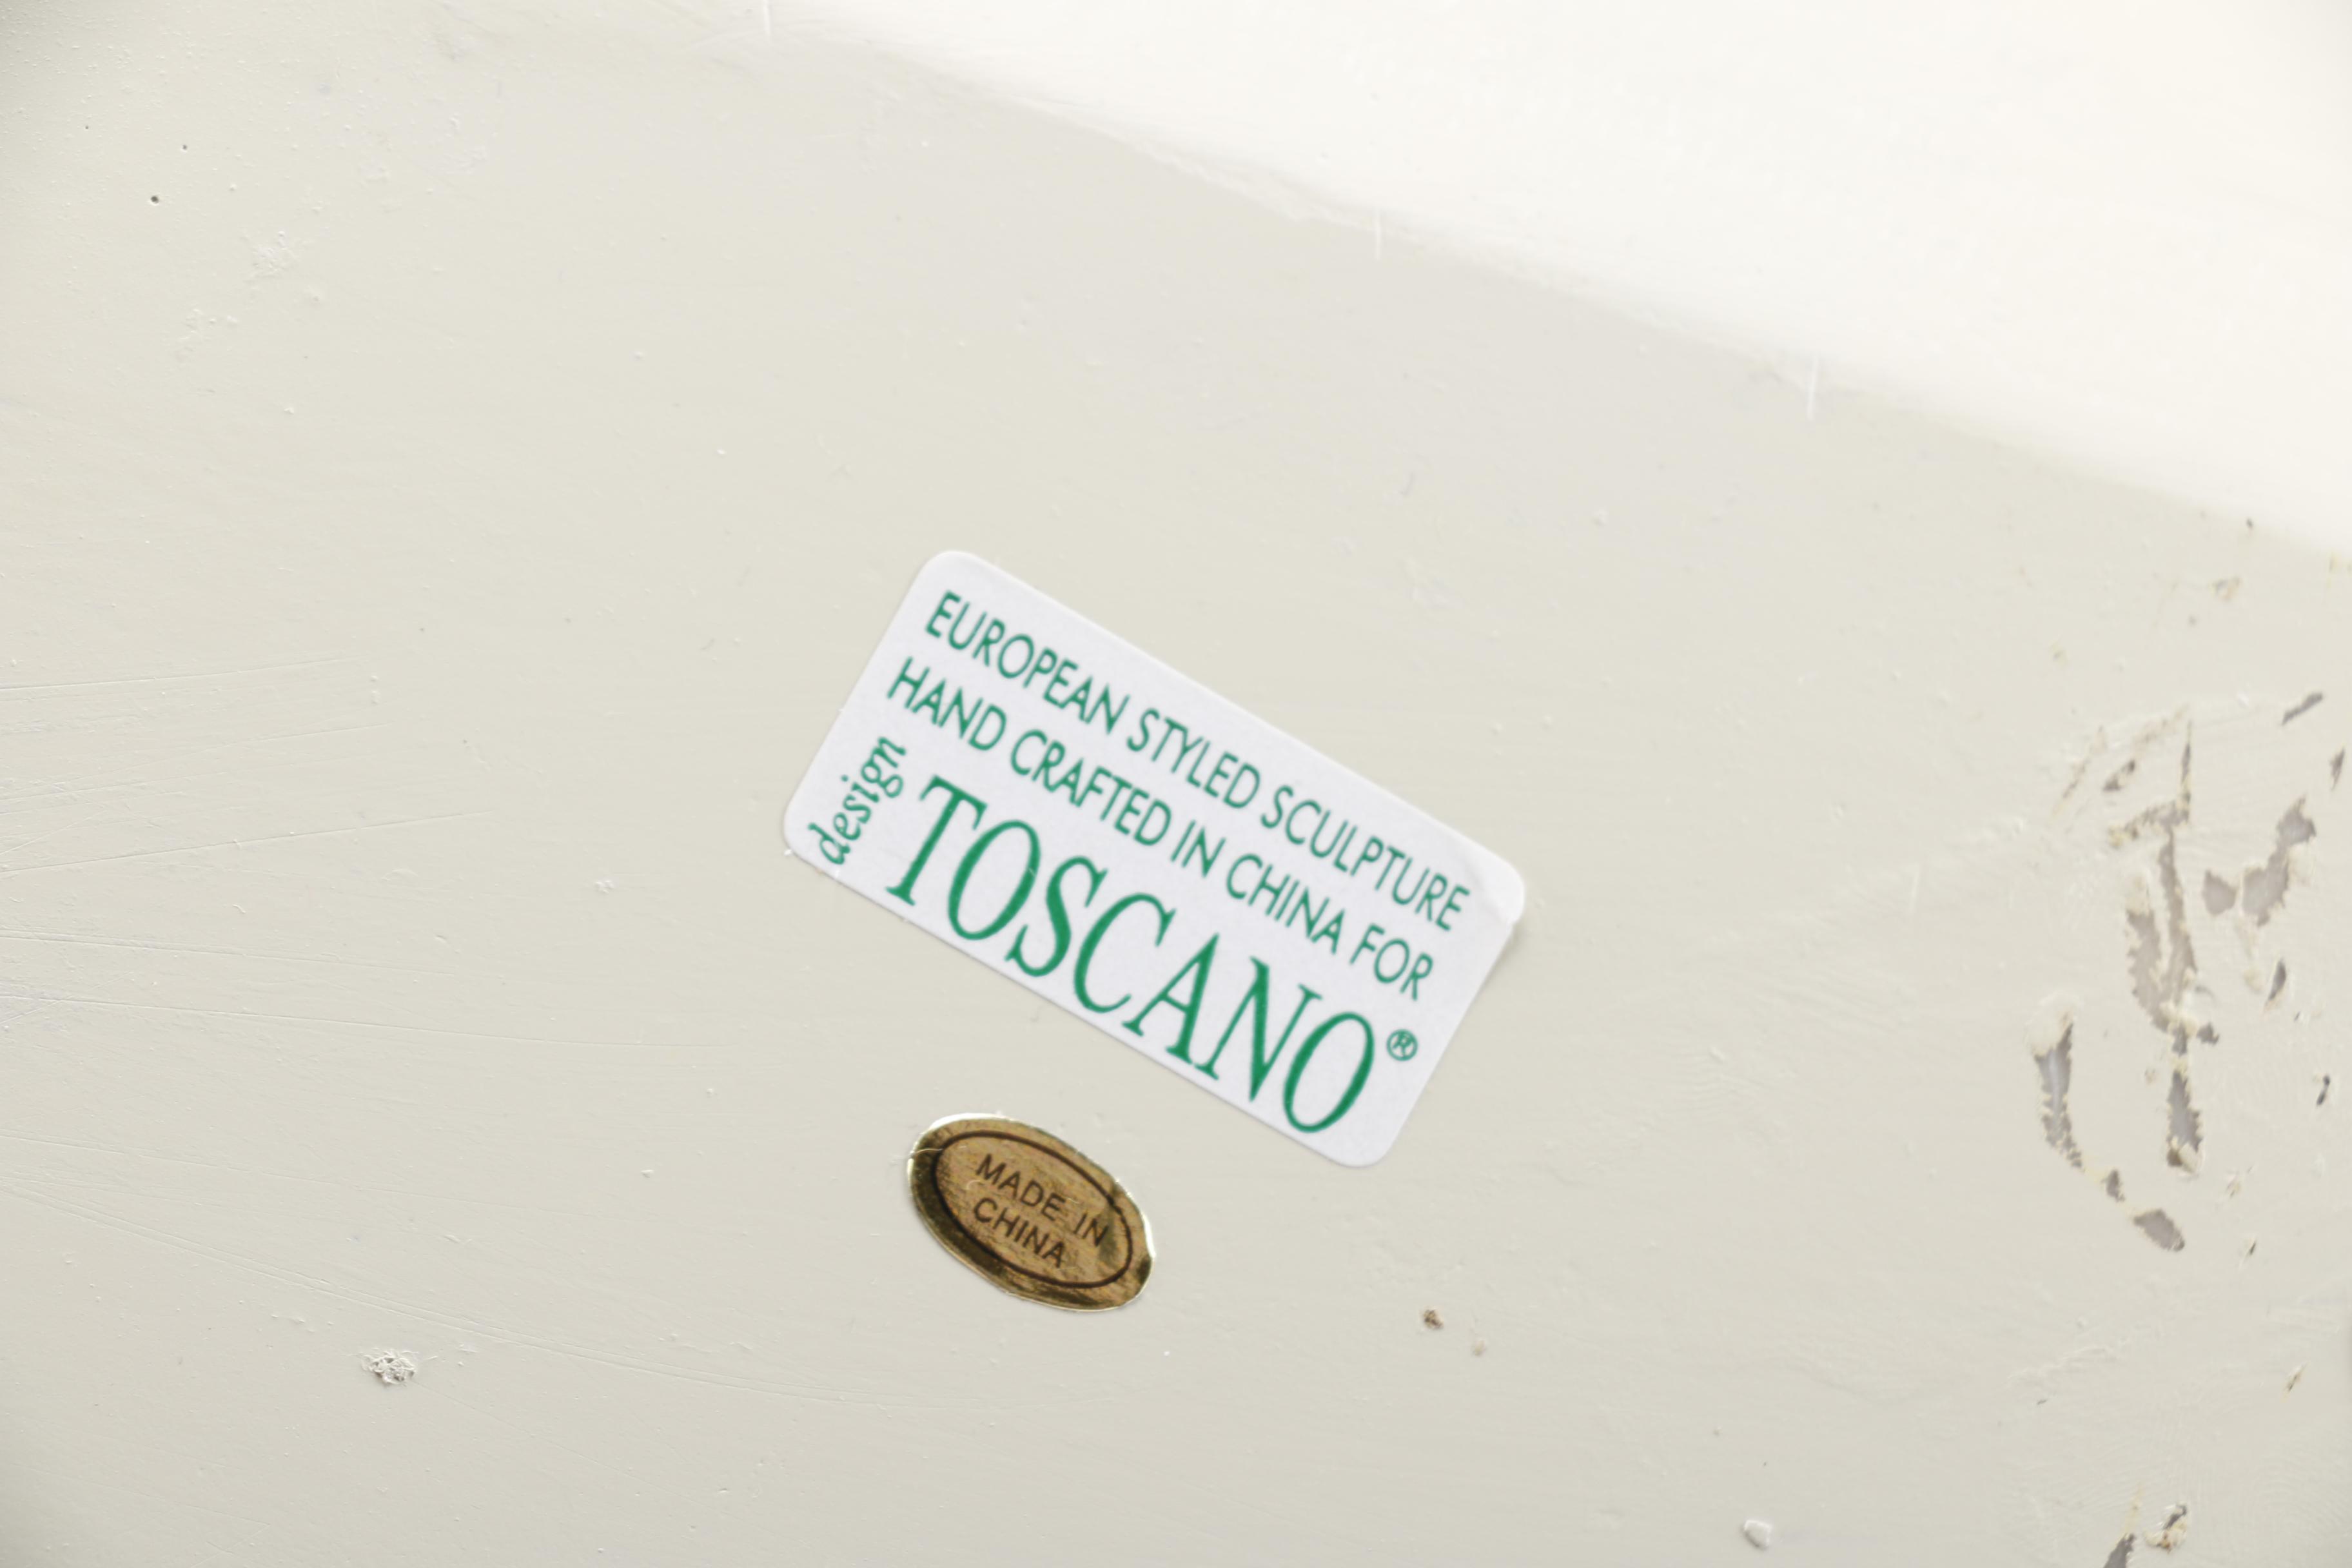 EUROPEAN STYLED SCULPTURE
HAND CRAFTED IN CHINA FOR
design TOSCANO®
MADE IN
CHINA